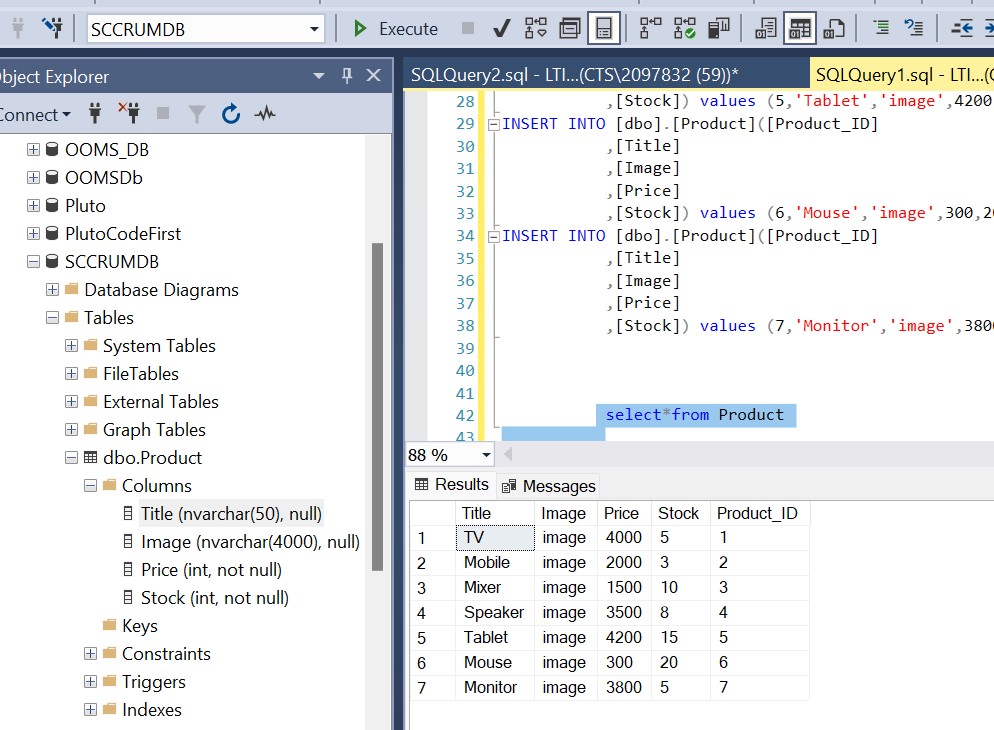 SCCRUMDB
Execute
bject Explorer
onnect
OOMS_DB
OOMSDb
Pluto
PlutoCodeFirst
SCCRUMDB
Database Diagrams
Tables
System Tables
FileTables
External Tables
Graph Tables
dbo.Product
Columns
Title (nvarchar(50), null)
Image (nvarchar(4000), null)
Price (int, not null)
Stock (int, not null)
Keys
Constraints
Triggers
Indexes
SQLQuery2.sql - LTI...(CTS\2097832 (59))*
SQLQuery1.sql - LTI...(C
28 ,[Stock]) values (5,'Tablet','image',4200
29 INSERT INTO [dbo].[Product]([Product_ID]
30 ,[Title]
31 ,[Image]
32 ,[Price]
33 ,[Stock]) values (6,'Mouse','image',300,20
34 INSERT INTO [dbo].[Product]([Product_ID]
35 ,[Title]
36 ,[Image]
37 ,[Price]
38 ,[Stock]) values (7,'Monitor','image',3800
39
40
41
42 select*from Product
43
88 %
Results Messages
Title Image Price Stock Product_ID
1 TV image 4000 5 1
2 Mobile image 2000 3 2
3 Mixer image 1500 10 3
4 Speaker image 3500 8 4
5 Tablet image 4200 15 5
6 Mouse image 300 20 6
7 Monitor image 3800 5 7